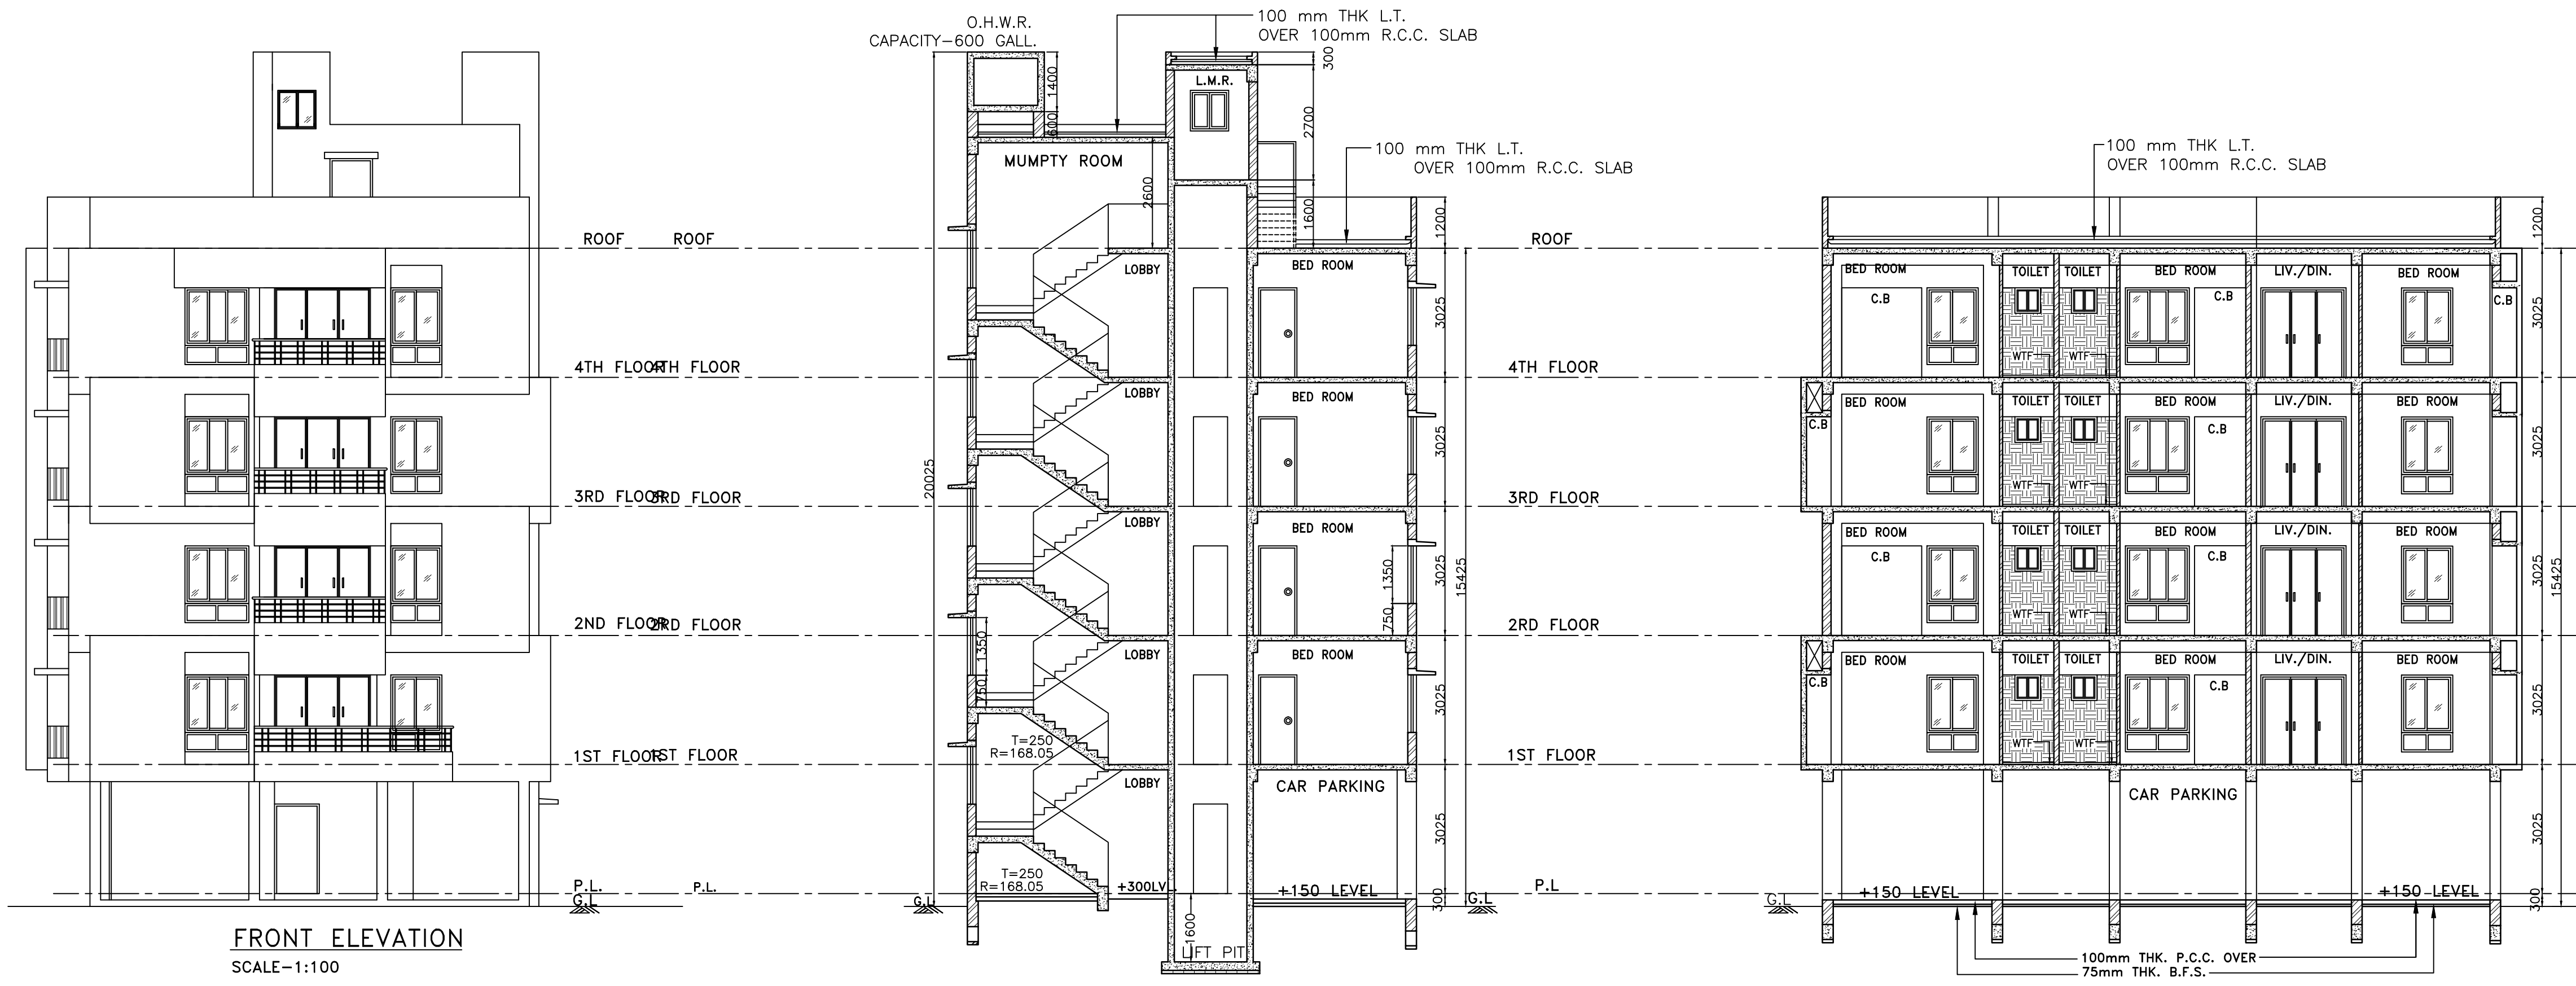 O.H.W.R.
CAPACITY-600 GALL.
100 mm THK L.T.
OVER 100mm R.C.C. SLAB
300
1400
600
L.M.R.
2700
MUMPTY ROOM
2600
1600
100 mm THK L.T.
OVER 100mm R.C.C. SLAB
1200
100 mm THK L.T.
OVER 100mm R.C.C. SLAB
1200
ROOF
ROOF
ROOF
LOBBY
BED ROOM
3025
BED ROOM
TOILET
TOILET
BED ROOM
LIV./DIN.
BED ROOM
C.B
C.B
C.B
3025
WTF
WTF
4TH FLOOR
4TH FLOOR
4TH FLOOR
LOBBY
BED ROOM
3025
BED ROOM
TOILET
TOILET
BED ROOM
LIV./DIN.
BED ROOM
C.B
C.B
3025
WTF
WTF
20025
3RD FLOOR
3RD FLOOR
3RD FLOOR
LOBBY
BED ROOM
1350
750
3025
15425
BED ROOM
TOILET
TOILET
BED ROOM
LIV./DIN.
BED ROOM
C.B
C.B
3025
15425
WTF
WTF
2ND FLOOR
2RD FLOOR
2RD FLOOR
1350
750
LOBBY
BED ROOM
3025
BED ROOM
TOILET
TOILET
BED ROOM
LIV./DIN.
BED ROOM
C.B
C.B
3025
WTF
WTF
T=250
R=168.05
1ST FLOOR
1ST FLOOR
1ST FLOOR
LOBBY
CAR PARKING
3025
CAR PARKING
3025
T=250
R=168.05
P.L.
P.L.
+300LVL.
+150 LEVEL
P.L
+150 LEVEL
+150 LEVEL
G.L
G.L
300
G.L
G.L
300
1600
LIFT PIT
FRONT ELEVATION
SCALE-1:100
100mm THK. P.C.C. OVER
75mm THK. B.F.S.